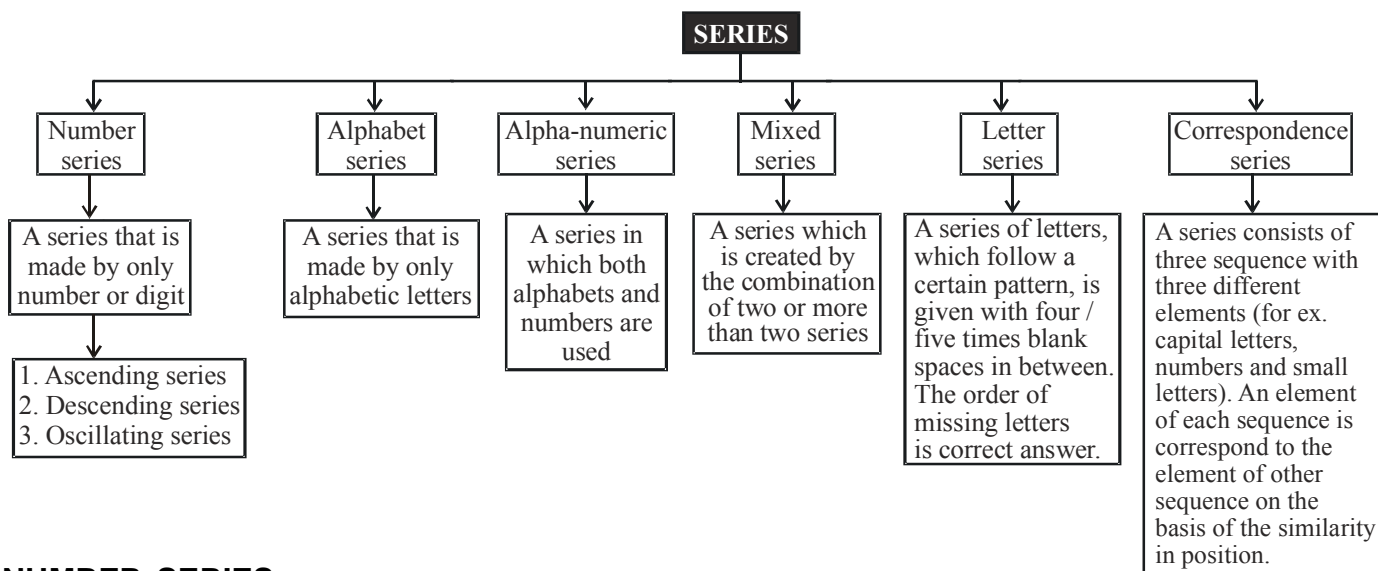 SERIES
Number
series
Alphabet
series
Alpha-numeric
series
Mixed
series
Letter
series
Correspondence
series
A series that is
made by only
number or digit
1. Ascending series
2. Descending series
3. Oscillating series
A series that is
made by only
alphabetic letters
A series in
which both
alphabets and
numbers are
used
A series which
is created by
the combination
of two or more
than two series
A series of letters,
which follow a
certain pattern, is
given with four /
five times blank
spaces in between.
The order of
missing letters
is correct answer.
A series consists of
three sequence with
three different
elements (for ex.
capital letters,
numbers and small
letters). An element
of each sequence is
correspond to the
element of other
sequence on the
basis of the similarity
in position.
NUMBER SERIES